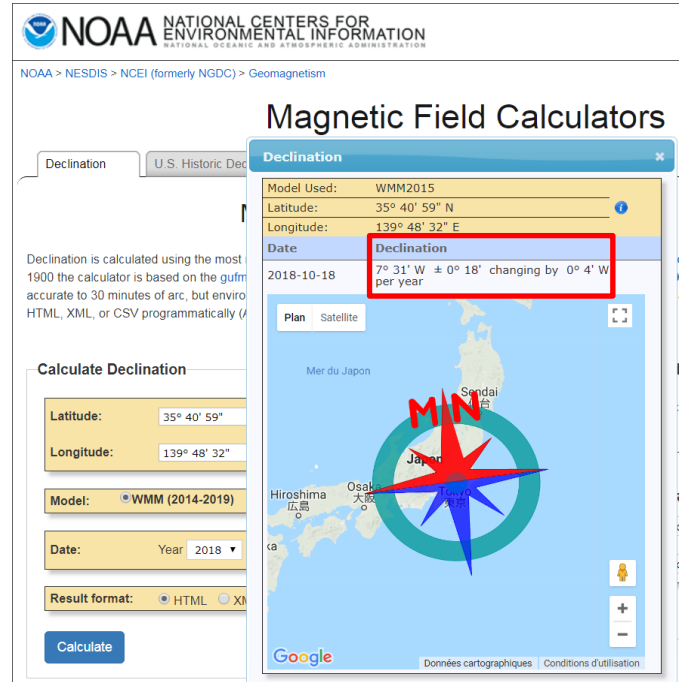 NOAA NATIONAL CENTERS FOR
ENVIRONMENTAL INFORMATION
NATIONAL OCEANIC AND ATMOSPHERIC ADMINISTRATION
NOAA > NESDIS > NCEI (formerly NGDC) > Geomagnetism
Magnetic Field Calculators
Declination
U.S. Historic Dec
Declination ×
Model Used: WMM2015
Latitude: 35° 40' 59" N
Longitude: 139° 48' 32" E
Date Declination
2018-10-18 7° 31' W ± 0° 18' changing by 0° 4' W
per year
Declination is calculated using the most
1900 the calculator is based on the gufm
accurate to 30 minutes of arc, but enviro
HTML, XML, or CSV programmatically (A
Calculate Declination
Latitude: 35° 40' 59"
Longitude: 139° 48' 32"
Model: WMM (2014-2019)
Date: Year 2018
Result format: HTML XM
Calculate
Plan Satellite
Mer du Japon
Sendai
仙台
M N
Japon
Hiroshima
広島
Osaka
大阪
Tokyo
東京
Google
Données cartographiques Conditions d'utilisation